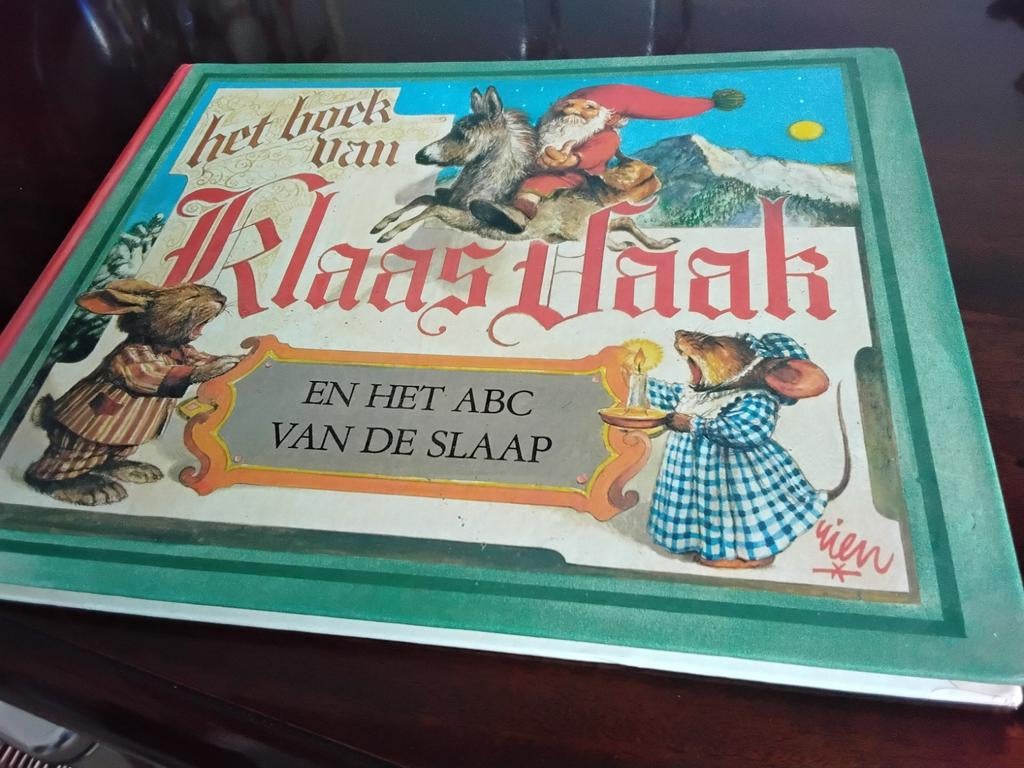 het boek
van
Klaas Vaak
EN HET ABC
VAN DE SLAAP
rien